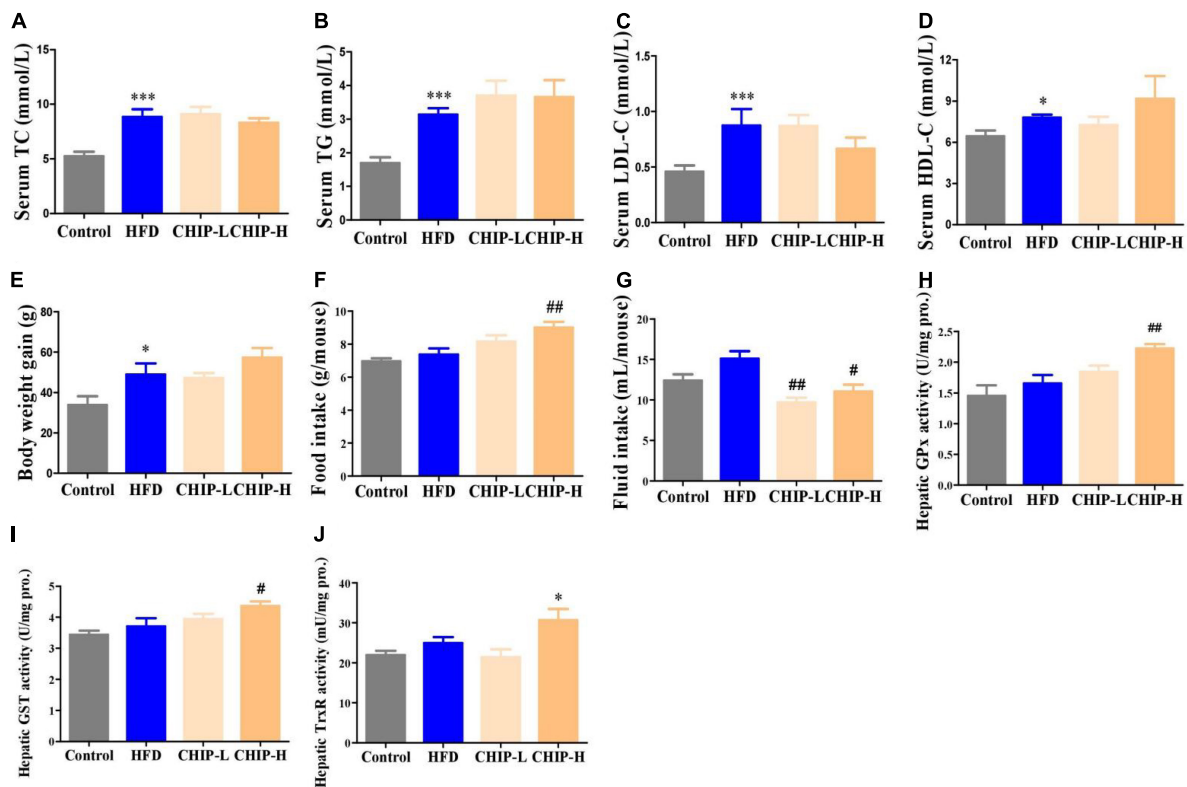 A
Serum TC (mmol/L)
15
10
5
0
***
Control HFD CHIP-L CHIP-H
B
Serum TG (mmol/L)
5
4
3
2
1
0
***
Control HFD CHIP-L CHIP-H
C
Serum LDL-C (mmol/L)
1.5
1.0
0.5
0.0
***
Control HFD CHIP-L CHIP-H
D
Serum HDL-C (mmol/L)
12
9
6
3
0
*
Control HFD CHIP-L CHIP-H
E
Body weight gain (g)
80
60
40
20
0
*
Control HFD CHIP-L CHIP-H
F
Food intake (g/mouse)
10
8
6
4
2
0
##
Control HFD CHIP-L CHIP-H
G
Fluid intake (mL/mouse)
20
15
10
5
0
##
#
Control HFD CHIP-L CHIP-H
H
Hepatic GPx activity (U/mg pro.)
2.5
2.0
1.5
1.0
0.5
0.0
##
Control HFD CHIP-L CHIP-H
I
Hepatic GST activity (U/mg pro.)
5
4
3
2
1
0
#
Control HFD CHIP-L CHIP-H
J
Hepatic TrxR activity (mU/mg pro.)
40
30
20
10
0
*
Control HFD CHIP-L CHIP-H